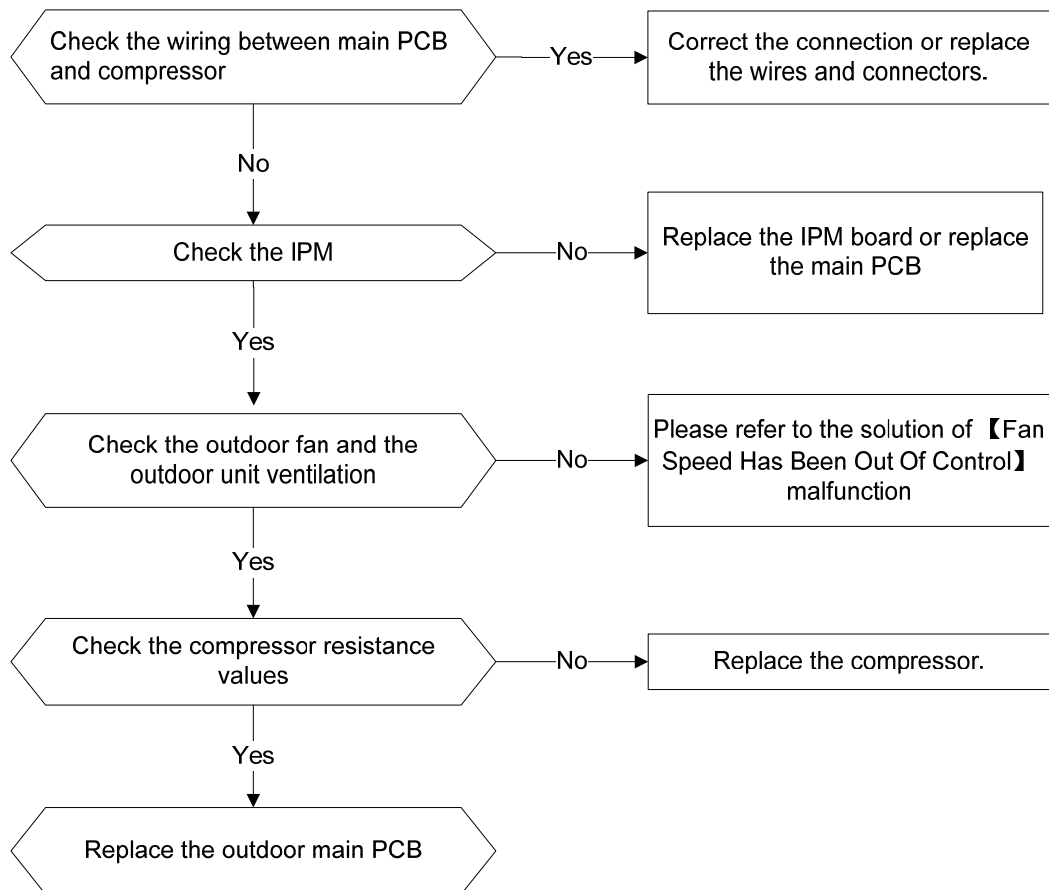 Check the wiring between main PCB
and compressor
Yes
Correct the connection or replace
the wires and connectors.
No
Check the IPM
No
Replace the IPM board or replace
the main PCB
Yes
Check the outdoor fan and the
outdoor unit ventilation
No
Please refer to the solution of 【Fan
Speed Has Been Out Of Control】
malfunction
Yes
Check the compressor resistance
values
No
Replace the compressor.
Yes
Replace the outdoor main PCB